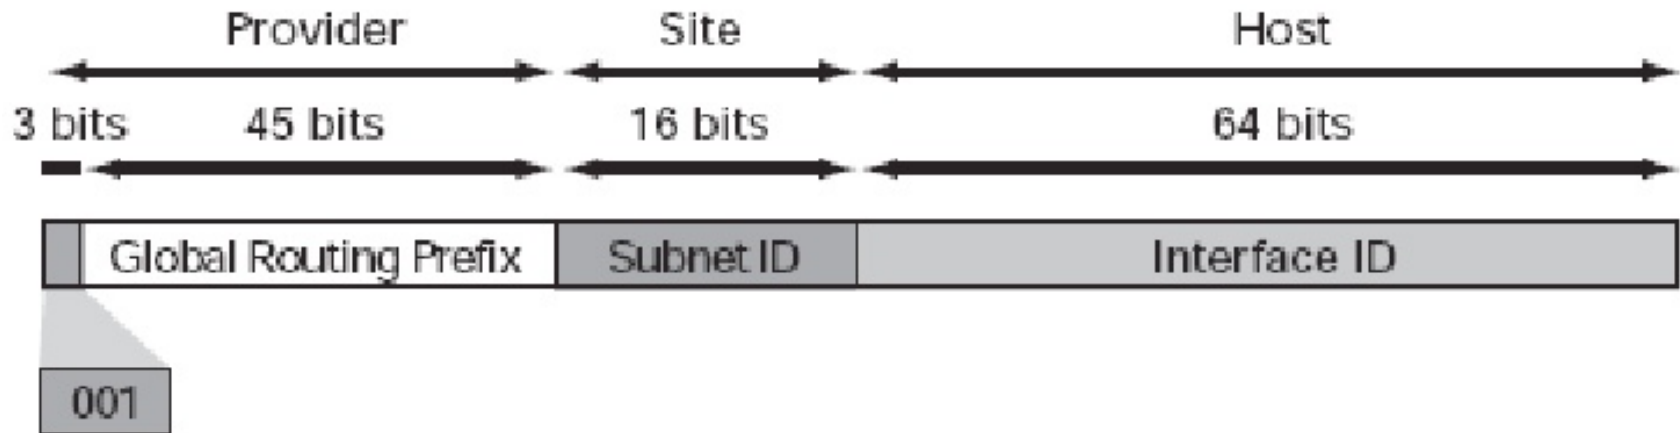 Provider Site Host
3 bits 45 bits 16 bits 64 bits
Global Routing Prefix Subnet ID Interface ID
001